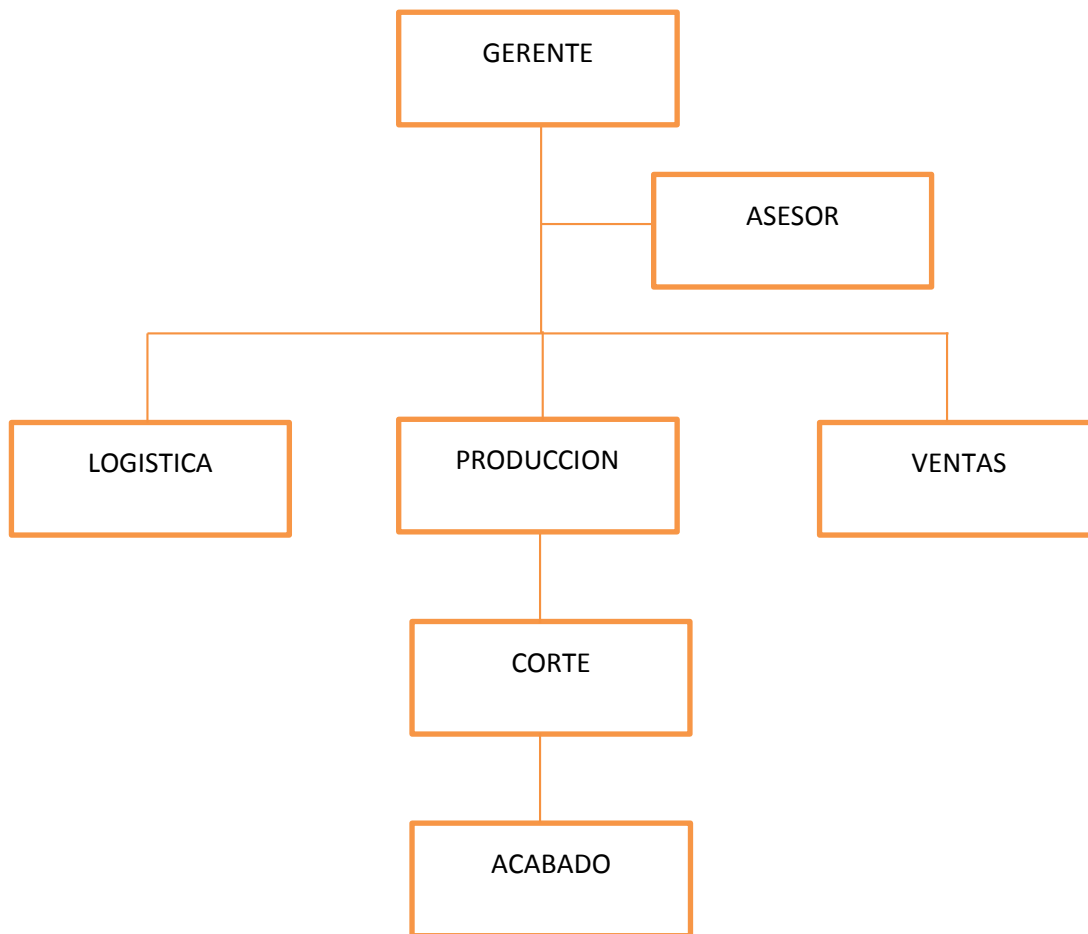 GERENTE
ASESOR
LOGISTICA
PRODUCCION
VENTAS
CORTE
ACABADO